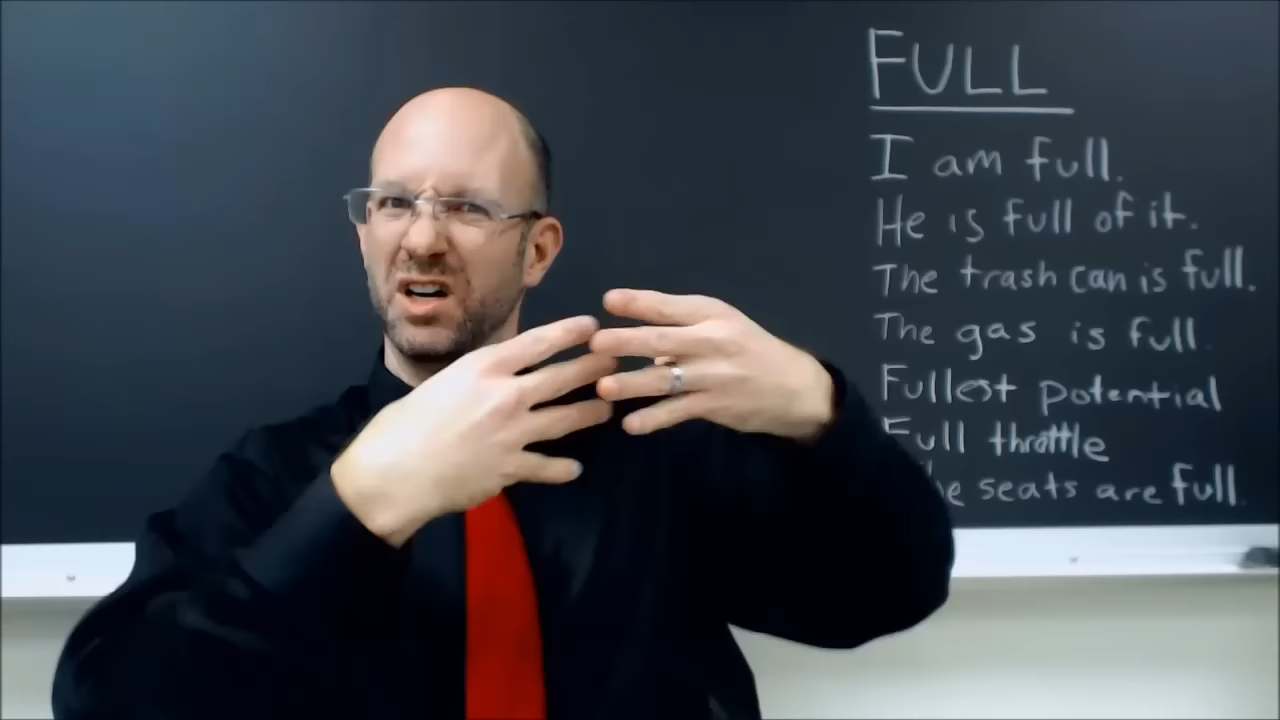 FULL
I am full.
He is full of it.
The trash can is full.
The gas is full.
Fullest potential
Full throttle
he seats are full.